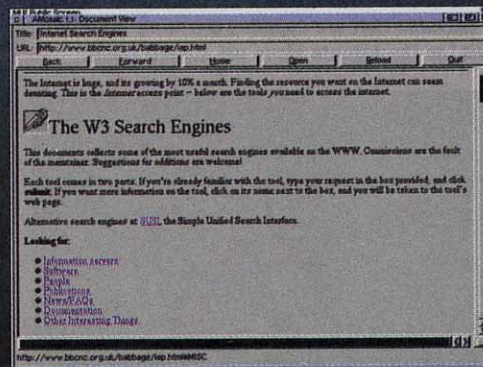 MUI Public Screen
AMosaic 1.1: Document View
Title: Internet Search Engines
URL: http://www.bbcnc.org.uk/babbage/iap.html
Back Forward Home Open Reload Quit
The Internet is huge, and its growing by 10% a month. Finding the resource you want on the Internet can seem
daunting. This is the internet access point -- below are the tools you need to access the internet.
The W3 Search Engines
This documents collects some of the most useful search engines available on the WWW. Ommissions are the fault
of the mentainer. Suggestions for additions are welcome!
Each tool comes in two parts. If you're already familiar with the tool, type your request in the box provided, and click
submit. If you want more information on the tool, click on its name next to the box, and you will be taken to the tool's
web page.
Alternative search engines at SUSI, the Simple Unified Search Interface.
Looking for:
Information servers
Software
People
Publications
News/FAQs
Documentation
Other Interesting Things.
http://www.bbcnc.org.uk/babbage/iap.html#MISC